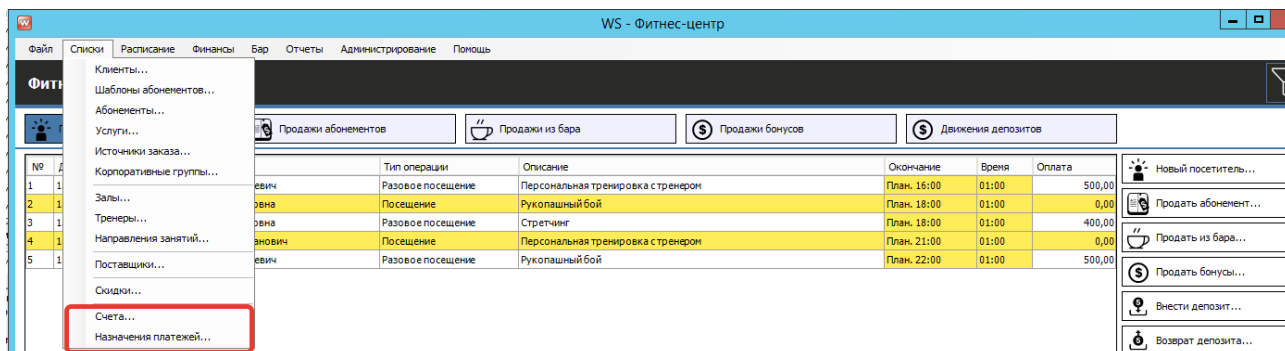 WS - Фитнес-центр
Файл Списки Расписание Финансы Бар Отчеты Администрирование Помощь
Клиенты...
Шаблоны абонементов...
Абонементы...
Услуги...
Источники заказа...
Корпоративные группы...
Залы...
Тренеры...
Направления занятий...
Поставщики...
Скидки...
Счета...
Назначения платежей...
Продажи абонементов Продажи из бара Продажи бонусов Движения депозитов
№ Тип операции Описание Окончание Время Оплата
1 евич Разовое посещение Персональная тренировка с тренером План. 16:00 01:00 500,00
2 овна Посещение Рукопашный бой План. 18:00 01:00 0,00
3 овна Разовое посещение Стретчинг План. 18:00 01:00 400,00
4 анович Посещение Персональная тренировка с тренером План. 21:00 01:00 0,00
5 евич Разовое посещение Рукопашный бой План. 22:00 01:00 500,00
Новый посетитель...
Продать абонемент...
Продать из бара...
Продать бонусы...
Внести депозит...
Возврат депозита...